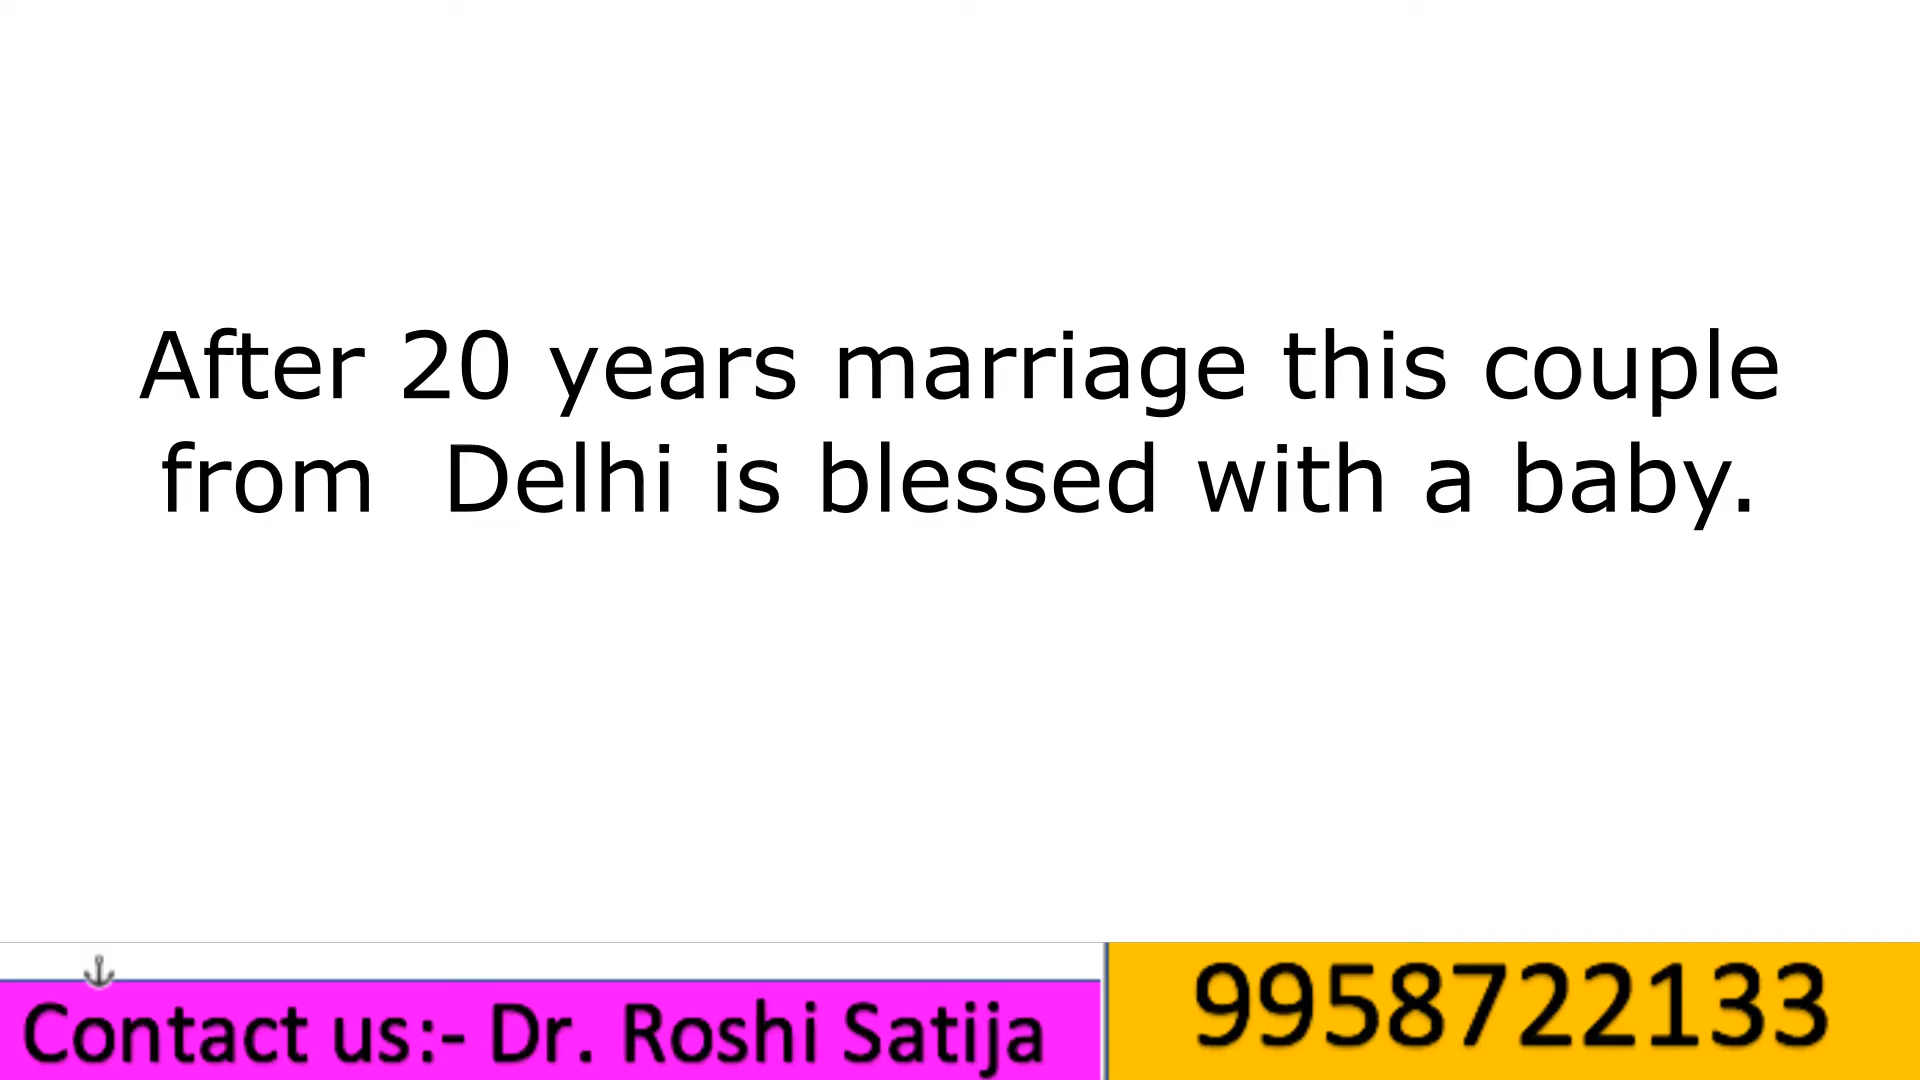 After 20 years marriage this couple
from  Delhi is blessed with a baby.
Contact us:- Dr. Roshi Satija
9958722133